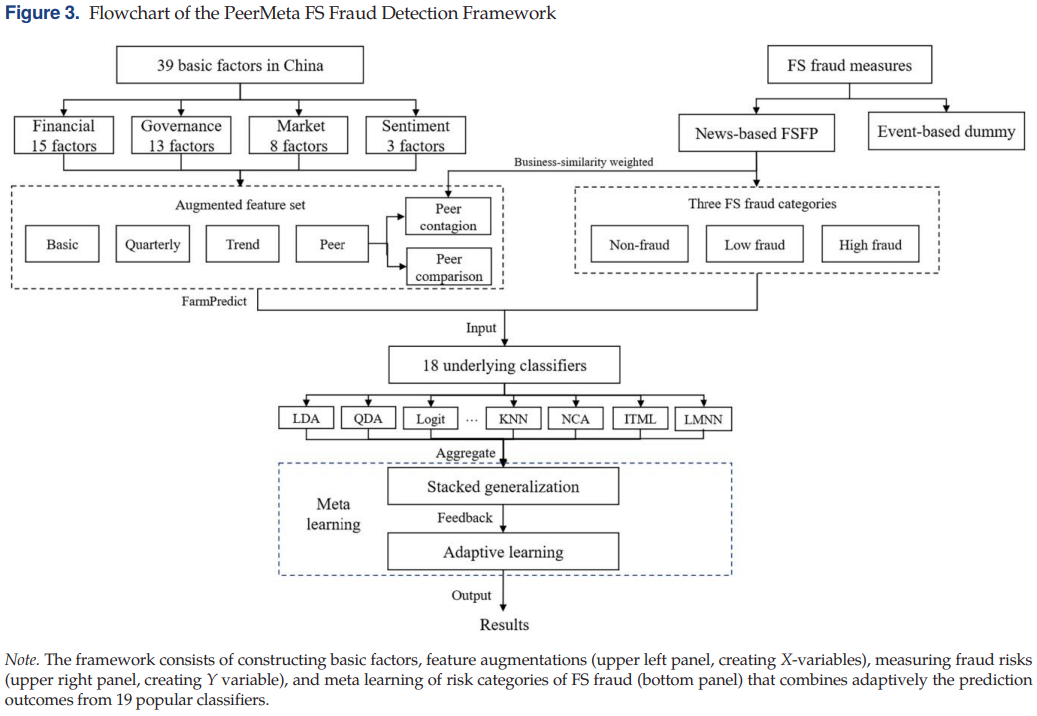 Figure 3. Flowchart of the PeerMeta FS Fraud Detection Framework
39 basic factors in China
FS fraud measures
Financial
15 factors
Governance
13 factors
Market
8 factors
Sentiment
3 factors
News-based FSFP
Event-based dummy
Business-similarity weighted
Augmented feature set
Basic
Quarterly
Trend
Peer
Peer
contagion
Peer
comparison
Three FS fraud categories
Non-fraud
Low fraud
High fraud
FarmPredict
Input
18 underlying classifiers
LDA
QDA
Logit
...
KNN
NCA
ITML
LMNN
Aggregate
Meta
learning
Stacked generalization
Feedback
Adaptive learning
Output
Results
Note. The framework consists of constructing basic factors, feature augmentations (upper left panel, creating X-variables), measuring fraud risks
(upper right panel, creating Y variable), and meta learning of risk categories of FS fraud (bottom panel) that combines adaptively the prediction
outcomes from 19 popular classifiers.